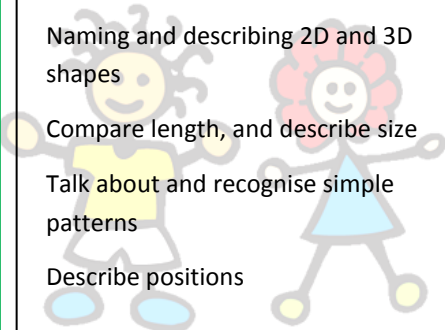 Naming and describing 2D and 3D
shapes
Compare length, and describe size
Talk about and recognise simple
patterns
Describe positions